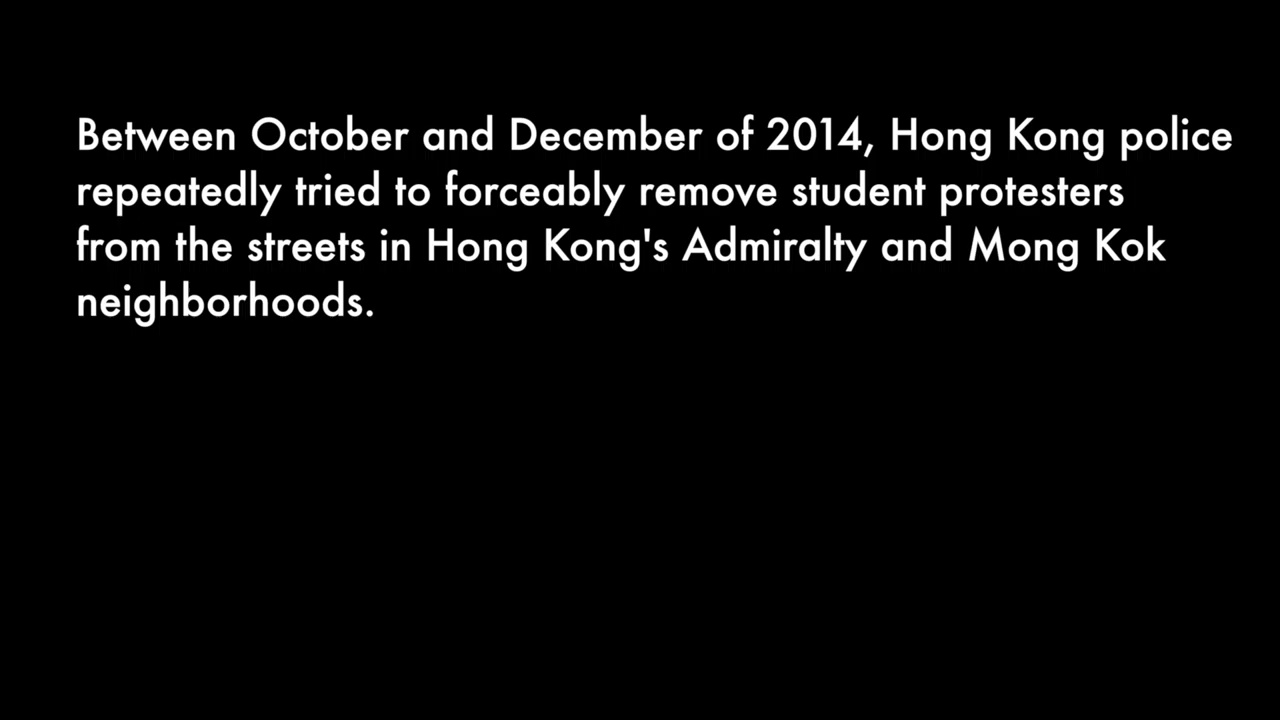 Between October and December of 2014, Hong Kong police
repeatedly tried to forceably remove student protesters
from the streets in Hong Kong's Admiralty and Mong Kok
neighborhoods.